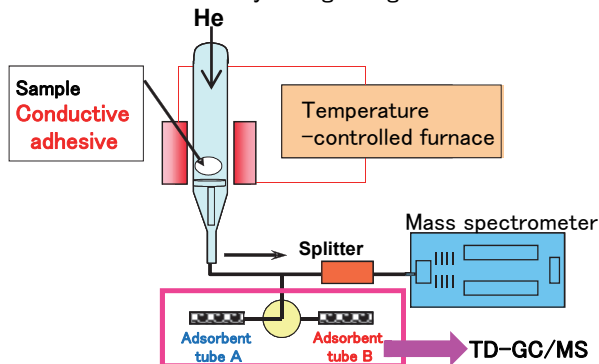 He
Sample
Conductive
adhesive
Temperature
-controlled furnace
Mass spectrometer
Splitter
Adsorbent
tube A
Adsorbent
tube B
TD-GC/MS